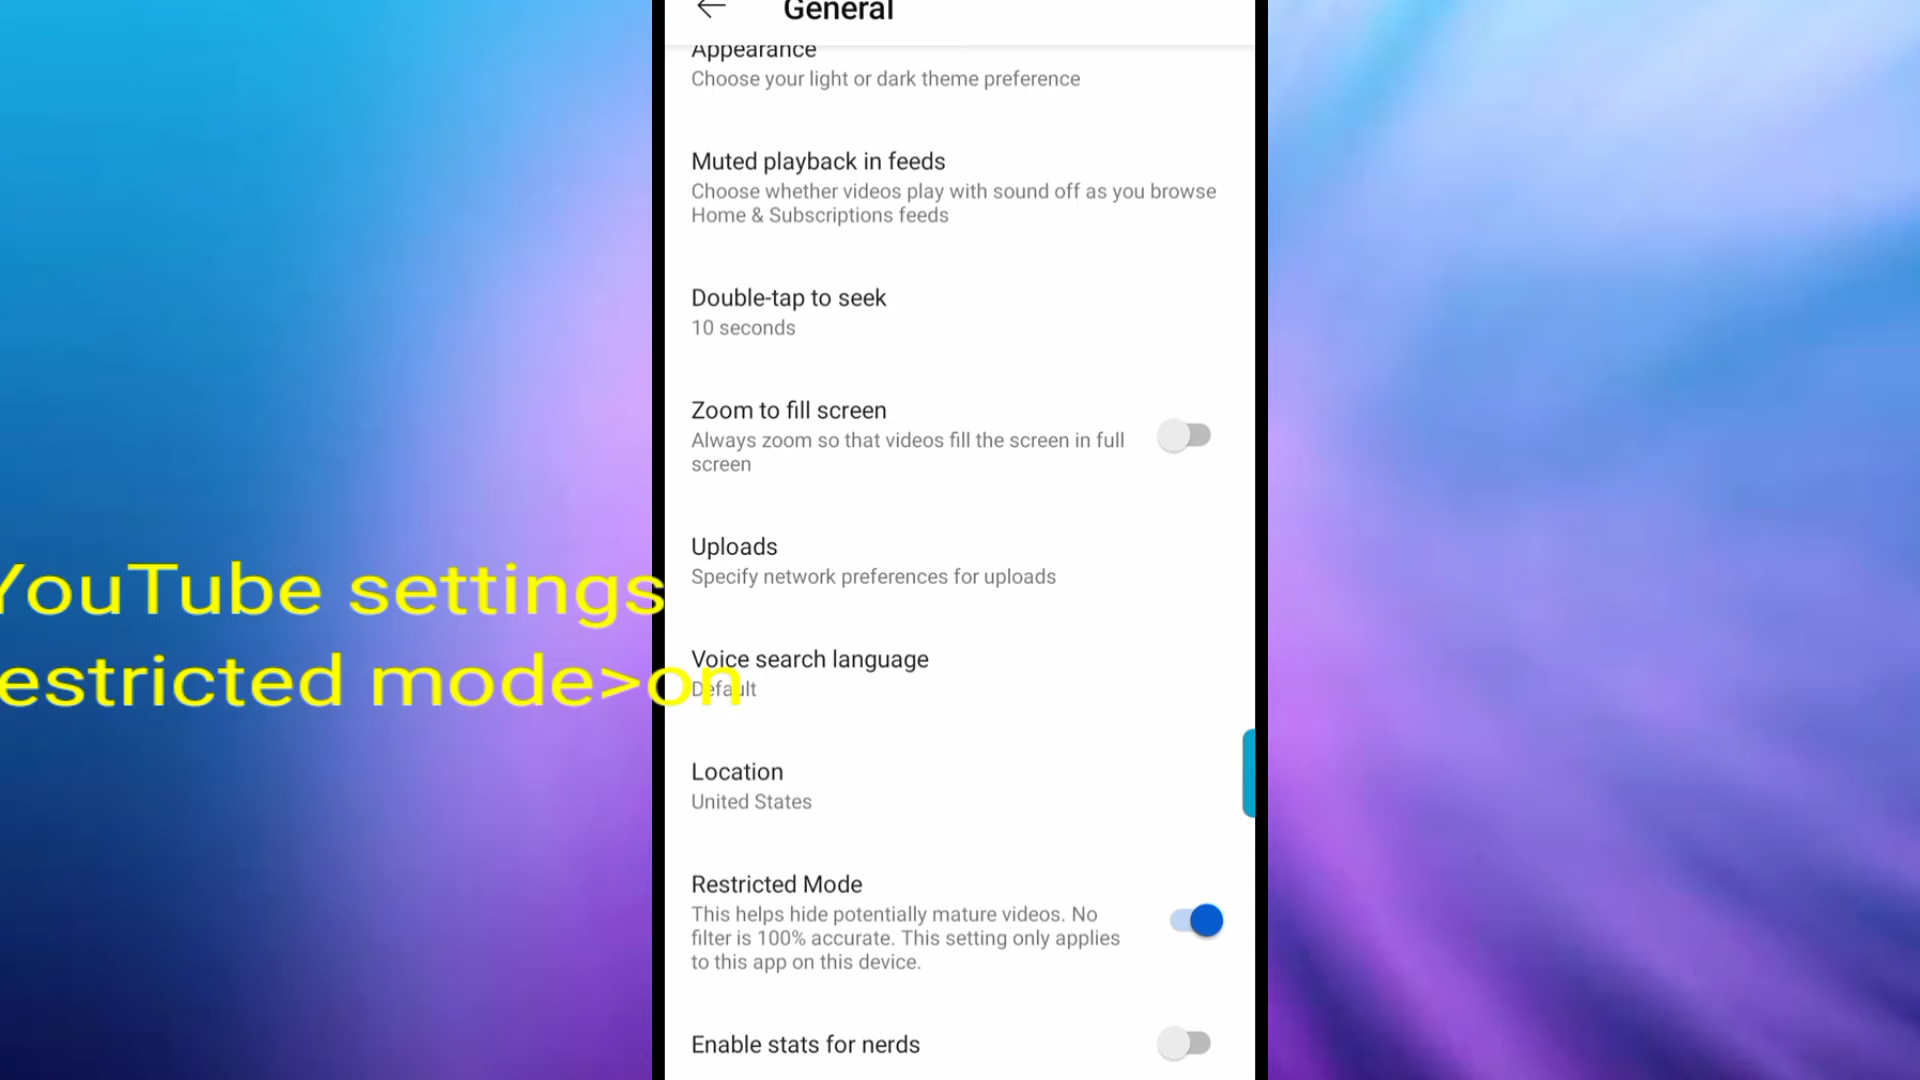 General
Appearance
Choose your light or dark theme preference
Muted playback in feeds
Choose whether videos play with sound off as you browse
Home & Subscriptions feeds
Double-tap to seek
10 seconds
Zoom to fill screen
Always zoom so that videos fill the screen in full
screen
Uploads
Specify network preferences for uploads
YouTube settings
estricted mode>on
Voice search language
Default
Location
United States
Restricted Mode
This helps hide potentially mature videos. No
filter is 100% accurate. This setting only applies
to this app on this device.
Enable stats for nerds